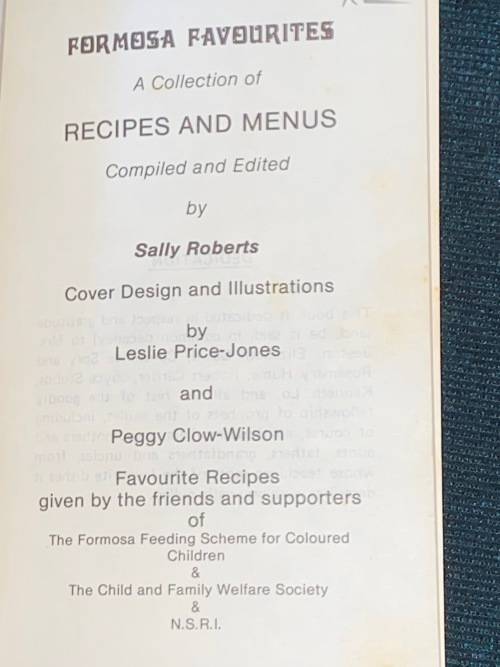 FORMOSA FAVOURITES
A Collection of
RECIPES AND MENUS
Compiled and Edited
by
Sally Roberts
Cover Design and Illustrations
by
Leslie Price-Jones
and
Peggy Clow-Wilson
Favourite Recipes
given by the friends and supporters
of
The Formosa Feeding Scheme for Coloured
Children
&
The Child and Family Welfare Society
&
N.S.R.I.